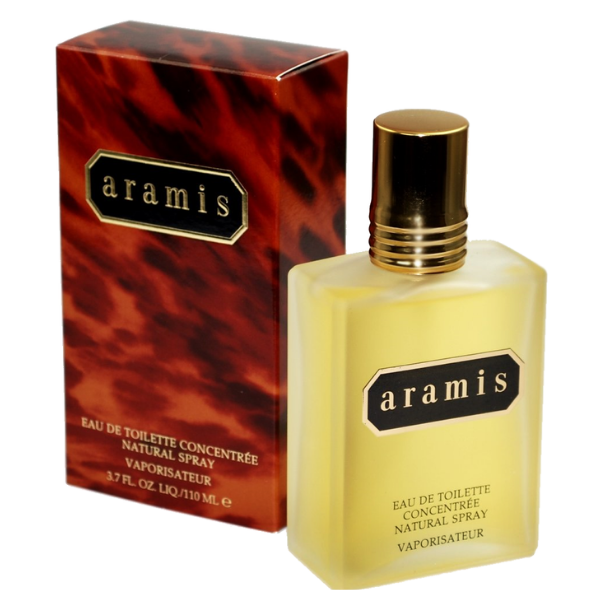 aramis
EAU DE TOILETTE CONCENTRÉE
NATURAL SPRAY
VAPORISATEUR
3.7 FL. OZ. LIQ./110 ML ℮
aramis
EAU DE TOILETTE
CONCENTRÉE
NATURAL SPRAY
VAPORISATEUR